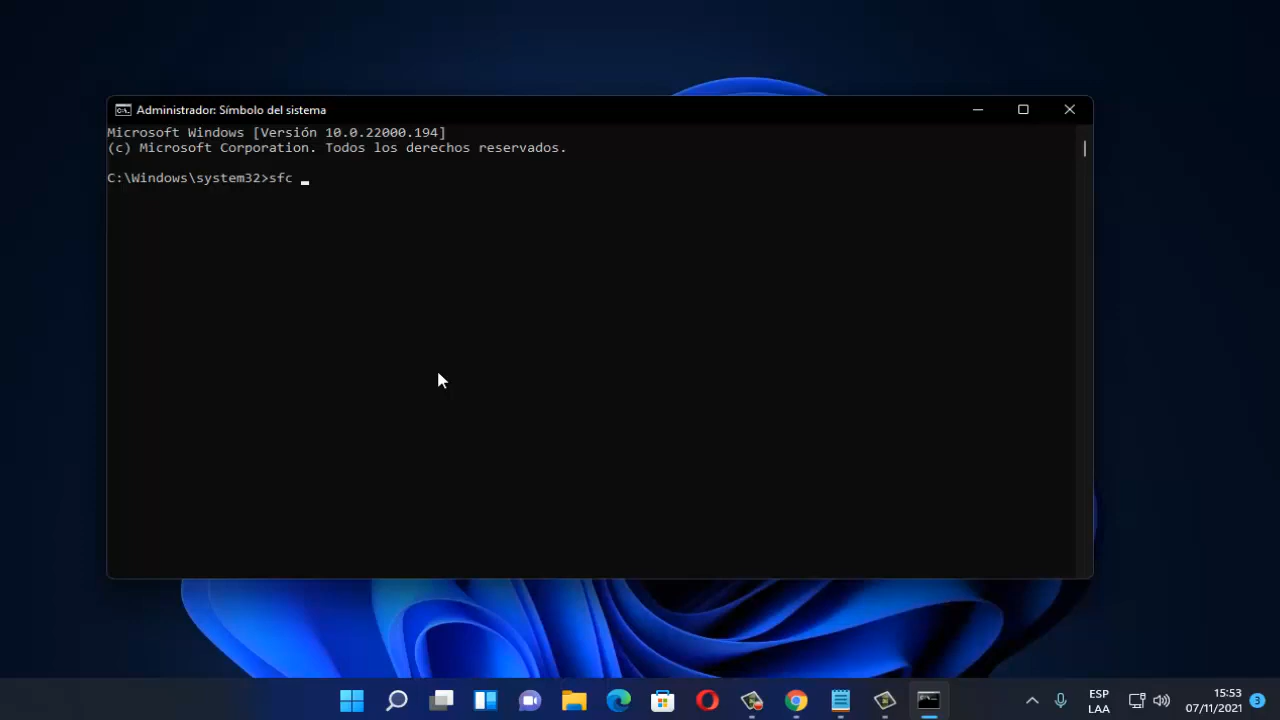 Administrador: Símbolo del sistema
Microsoft Windows [Versión 10.0.22000.194]
(c) Microsoft Corporation. Todos los derechos reservados.
C:\Windows\system32>sfc
ESP
LAA
15:53
07/11/2021
3